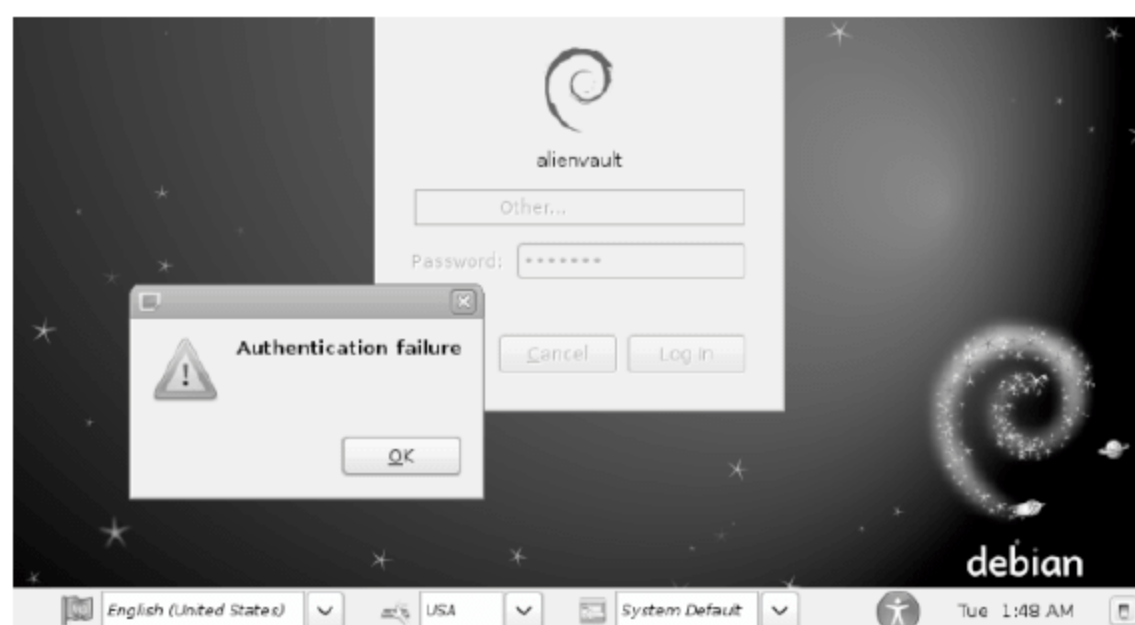 alienvault
Other...
Password: •••••••
Authentication failure
Cancel
Log In
OK
debian
English (United States)
USA
System Default
Tue 1:48 AM